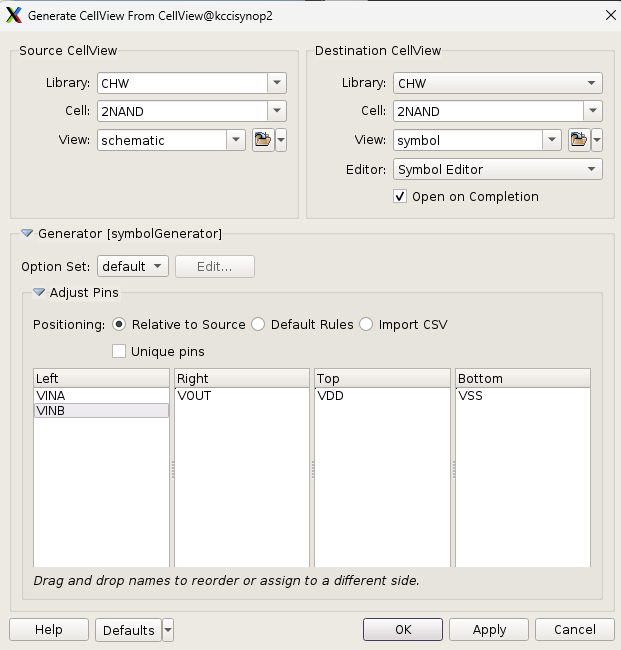 Generate CellView From CellView@kccisynop2
Source CellView
Library: CHW
Cell: 2NAND
View: schematic
Destination CellView
Library: CHW
Cell: 2NAND
View: symbol
Editor: Symbol Editor
Open on Completion
Generator [symbolGenerator]
Option Set: default Edit...
Adjust Pins
Positioning: Relative to Source Default Rules Import CSV
Unique pins
Left Right Top Bottom
VINA VOUT VDD VSS
VINB
Drag and drop names to reorder or assign to a different side.
Help Defaults OK Apply Cancel